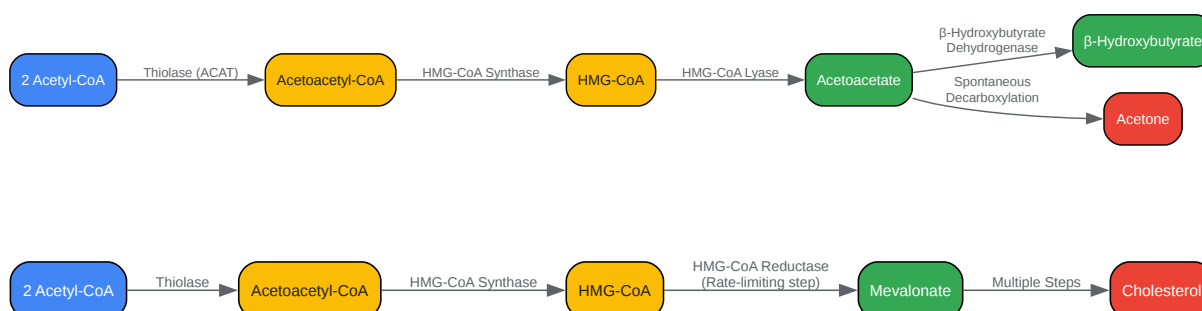 β-Hydroxybutyrate
Dehydrogenase
β-Hydroxybutyrate
2 Acetyl-CoA
Thiolase (ACAT)
Acetoacetyl-CoA
HMG-CoA Synthase
HMG-CoA
HMG-CoA Lyase
Acetoacetate
Spontaneous
Decarboxylation
Acetone
2 Acetyl-CoA
Thiolase
Acetoacetyl-CoA
HMG-CoA Synthase
HMG-CoA
HMG-CoA Reductase
(Rate-limiting step)
Mevalonate
Multiple Steps
Cholesterol